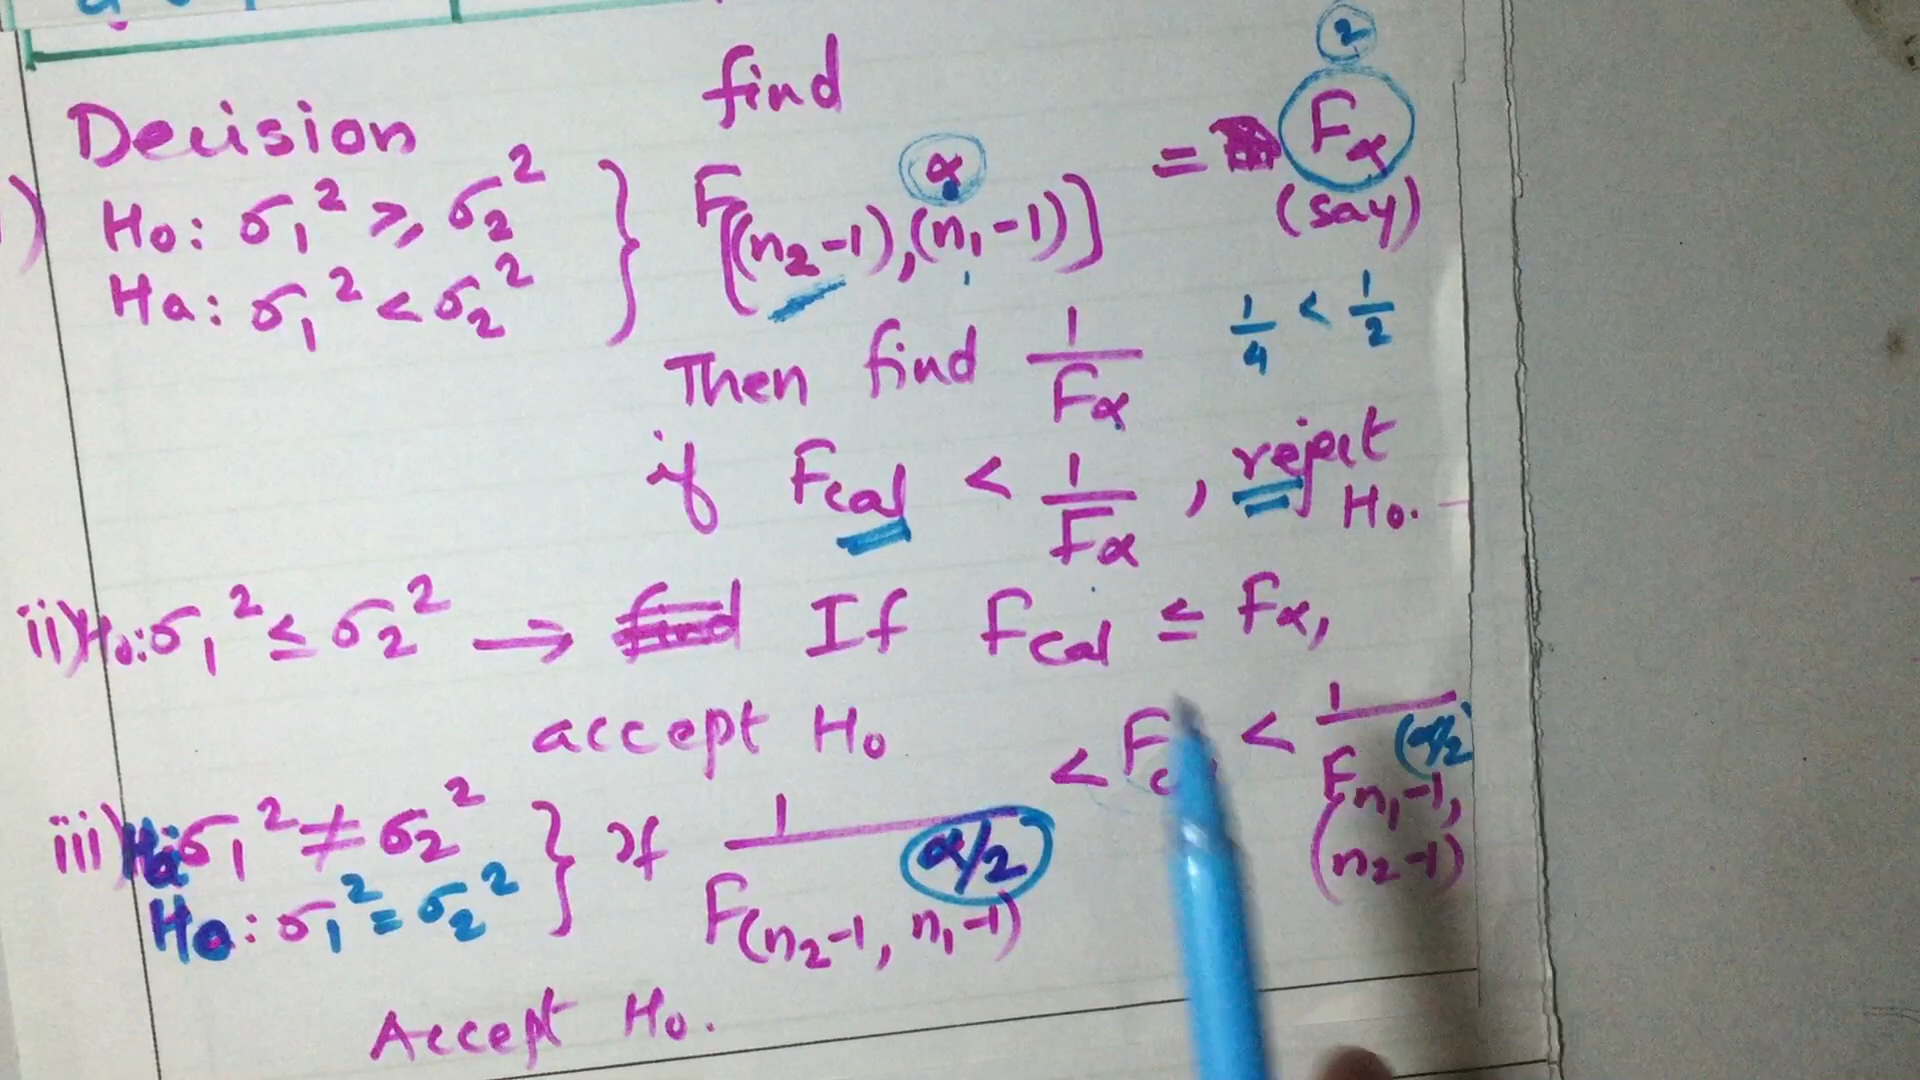 Decision find
②
i) H₀: σ₁² ⩾ σ₂² } F^α[(n₂-1),(n₁-1)] = Fα (say)
Ha: σ₁² < σ₂²
1/4 < 1/2
Then find 1/Fα
if Fcal < 1/Fα , reject H₀.
ii) H₀: σ₁² ≤ σ₂² → If Fcal ≤ Fα,
accept H₀
iii) σ₁² ≠ σ₂² } If 1/F(n₂-1, n₁-1) (α/2) < F < 1/F(n₁-1, n₂-1) (α/2)
H₀: σ₁² = σ₂²
Accept H₀.